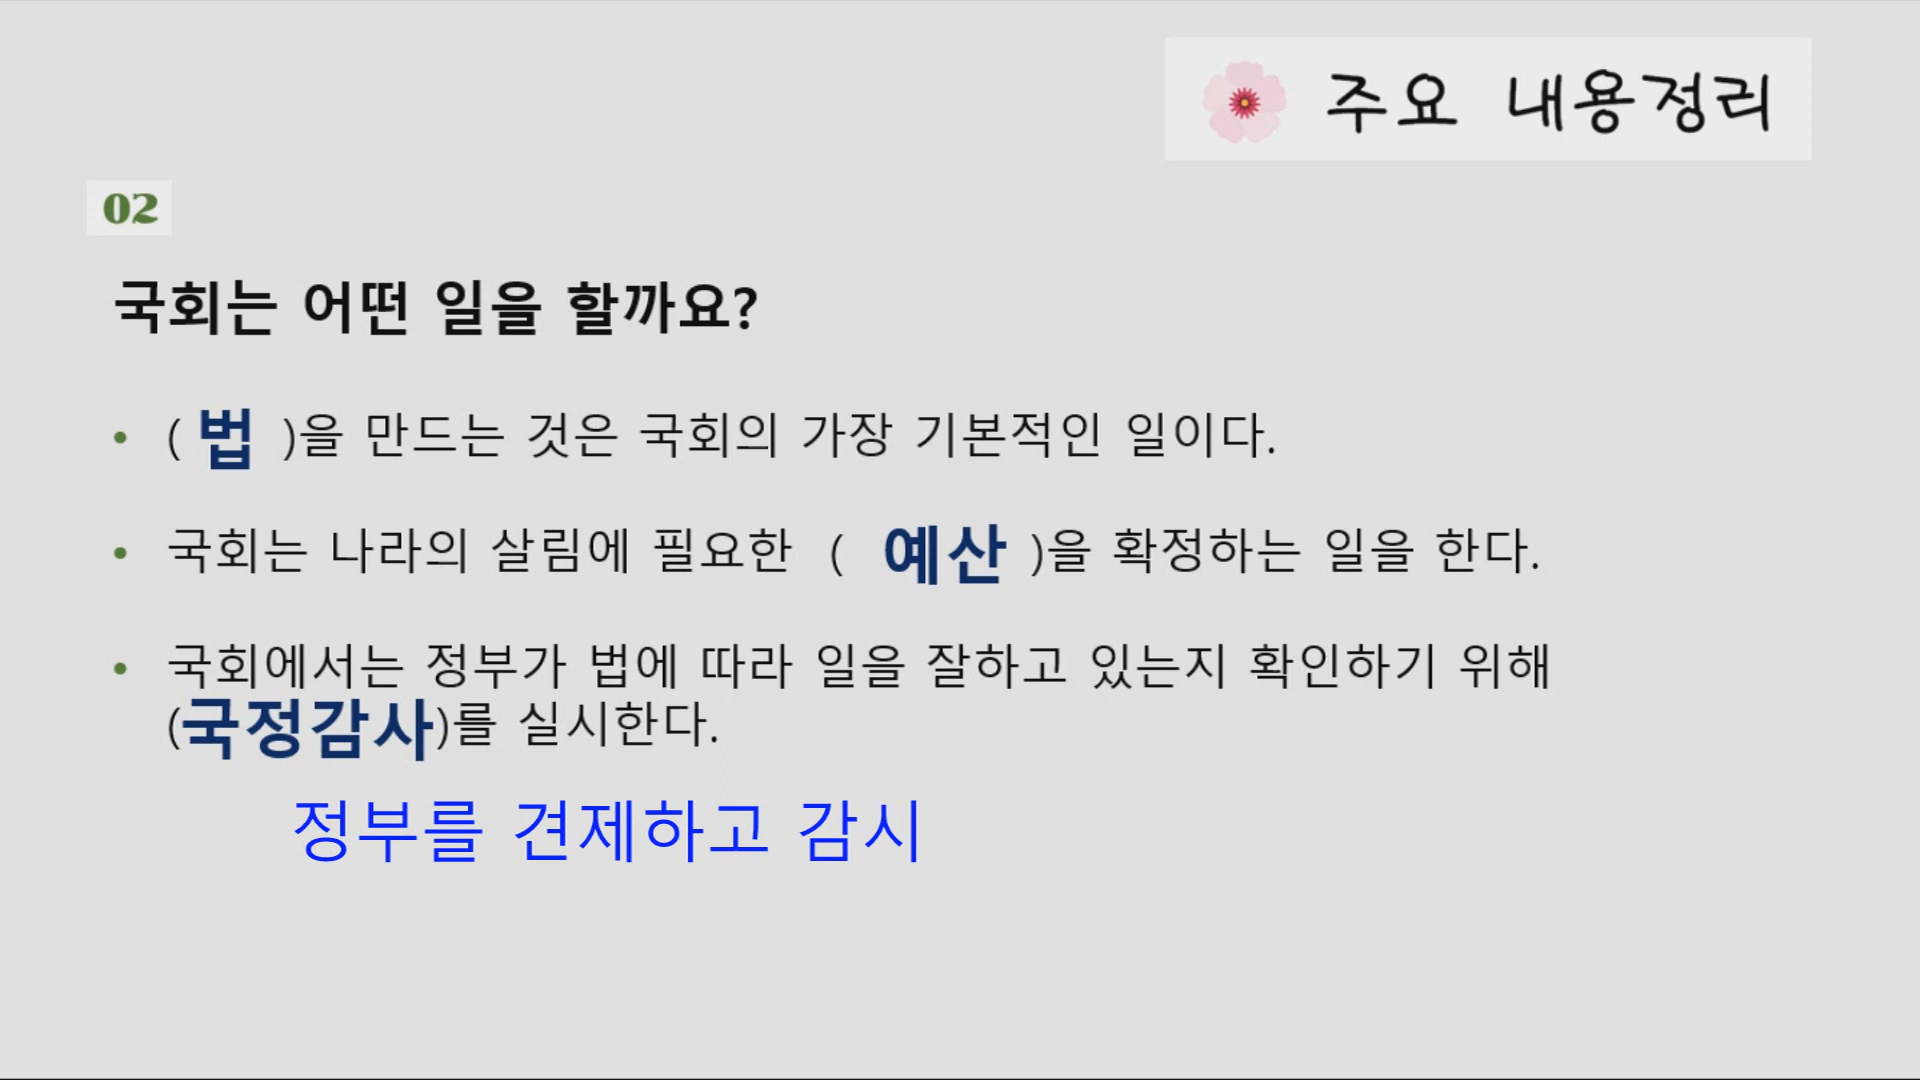 주요 내용정리
02
국회는 어떤 일을 할까요?
• ( 법 )을 만드는 것은 국회의 가장 기본적인 일이다.
• 국회는 나라의 살림에 필요한 ( 예산 )을 확정하는 일을 한다.
• 국회에서는 정부가 법에 따라 일을 잘하고 있는지 확인하기 위해
(국정감사)를 실시한다.
정부를 견제하고 감시